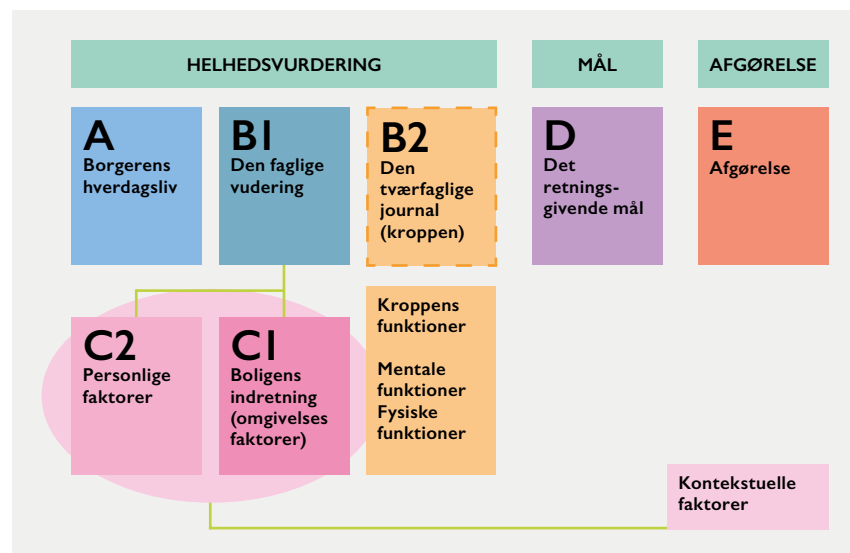 HELHEDSVURDERING
MÅL
AFGØRELSE
A
Borgerens
hverdagsliv
B1
Den faglige
vudering
B2
Den
tværfaglige
journal
(kroppen)
D
Det
retnings-
givende mål
E
Afgørelse
C2
Personlige
faktorer
C1
Boligens
indretning
(omgivelses
faktorer)
Kroppens
funktioner
Mentale
funktioner
Fysiske
funktioner
Kontekstuelle
faktorer